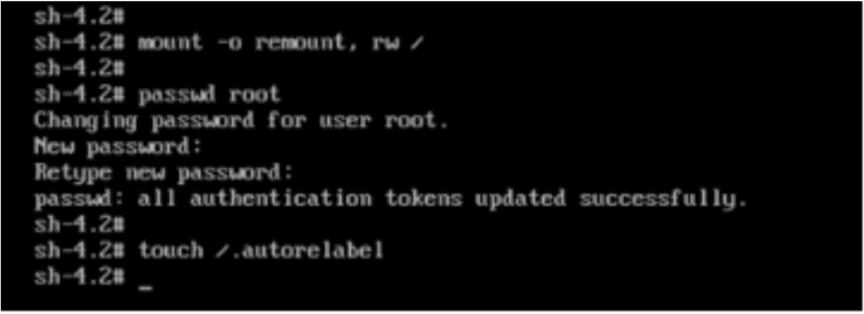 sh-4.2#
sh-4.2# mount -o remount, rw /
sh-4.2#
sh-4.2# passwd root
Changing password for user root.
New password:
Retype new password:
passwd: all authentication tokens updated successfully.
sh-4.2#
sh-4.2# touch /.autorelabel
sh-4.2# _